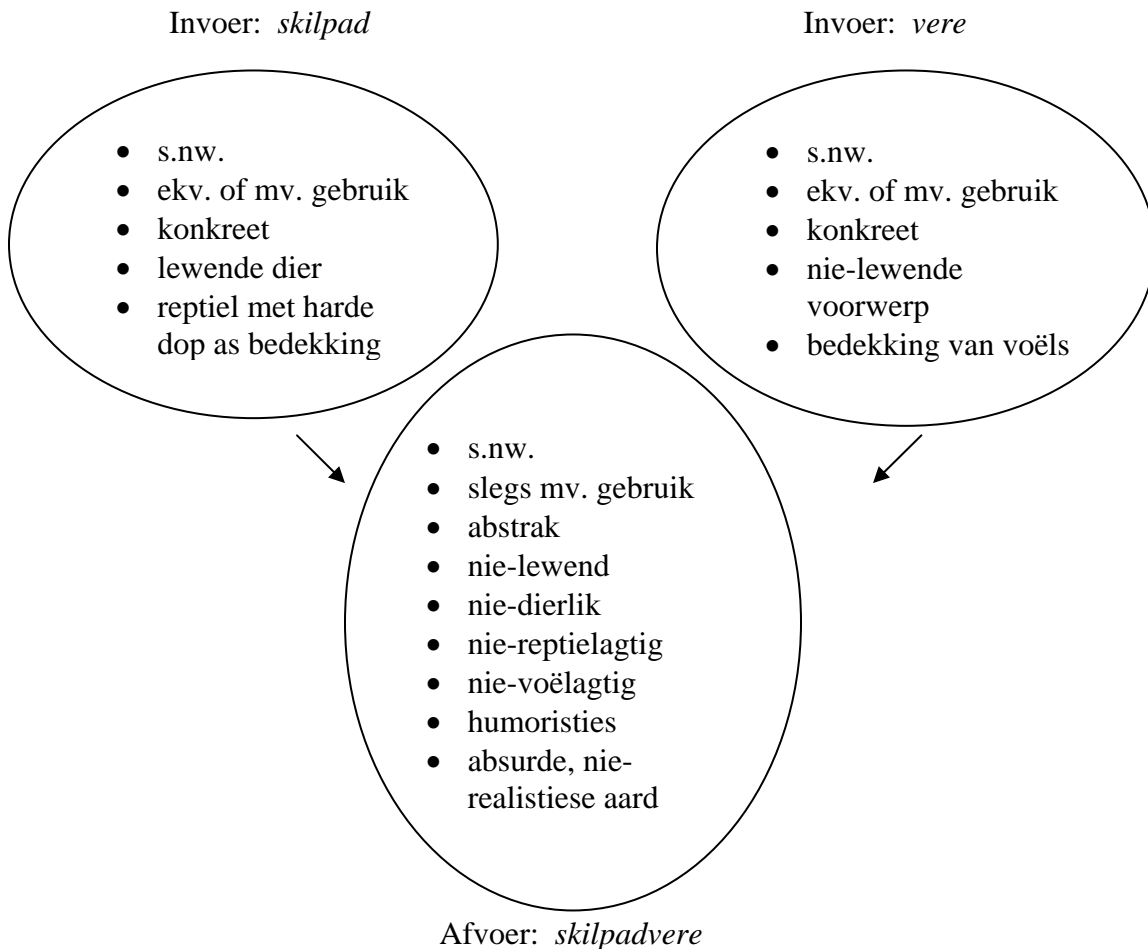 Invoer: skilpad
Invoer: vere
• s.nw.
• ekv. of mv. gebruik
• konkreet
• lewende dier
• reptiel met harde
dop as bedekking
• s.nw.
• ekv. of mv. gebruik
• konkreet
• nie-lewende
voorwerp
• bedekking van voëls
• s.nw.
• slegs mv. gebruik
• abstrak
• nie-lewend
• nie-dierlik
• nie-reptielagtig
• nie-voëlagtig
• humoristies
• absurde, nie-
realistiese aard
Afvoer: skilpadvere